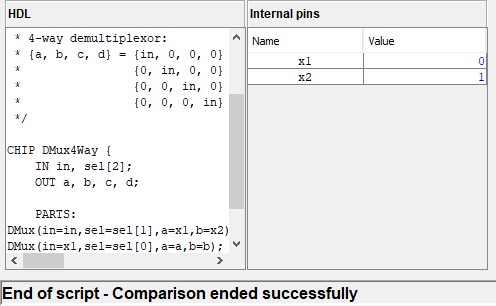 HDL
* 4-way demultiplexor:
* {a, b, c, d} = {in, 0, 0, 0}
* {0, in, 0, 0}
* {0, 0, in, 0}
* {0, 0, 0, in}
*/
CHIP DMux4Way {
IN in, sel[2];
OUT a, b, c, d;
PARTS:
DMux(in=in,sel=sel[1],a=x1,b=x2)
DMux(in=x1,sel=sel[0],a=a,b=b);
Internal pins
Name Value
x1 0
x2 1
End of script - Comparison ended successfully